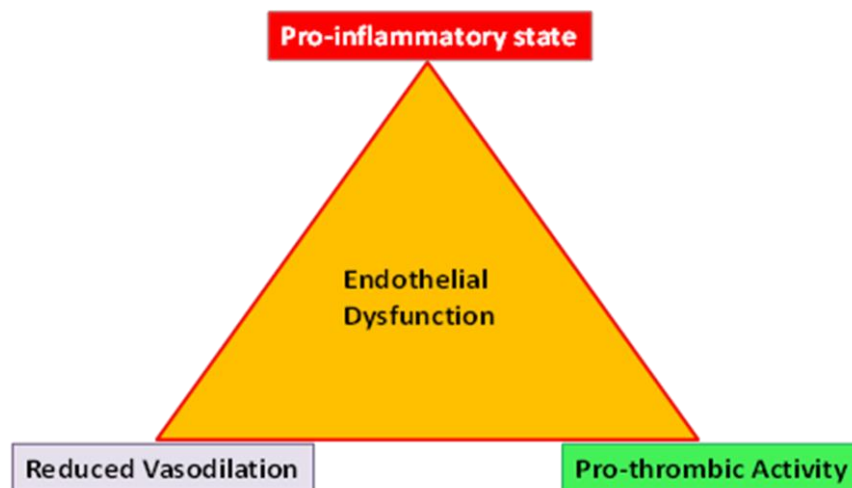 Pro-inflammatory state
Endothelial
Dysfunction
Reduced Vasodilation
Pro-thrombic Activity